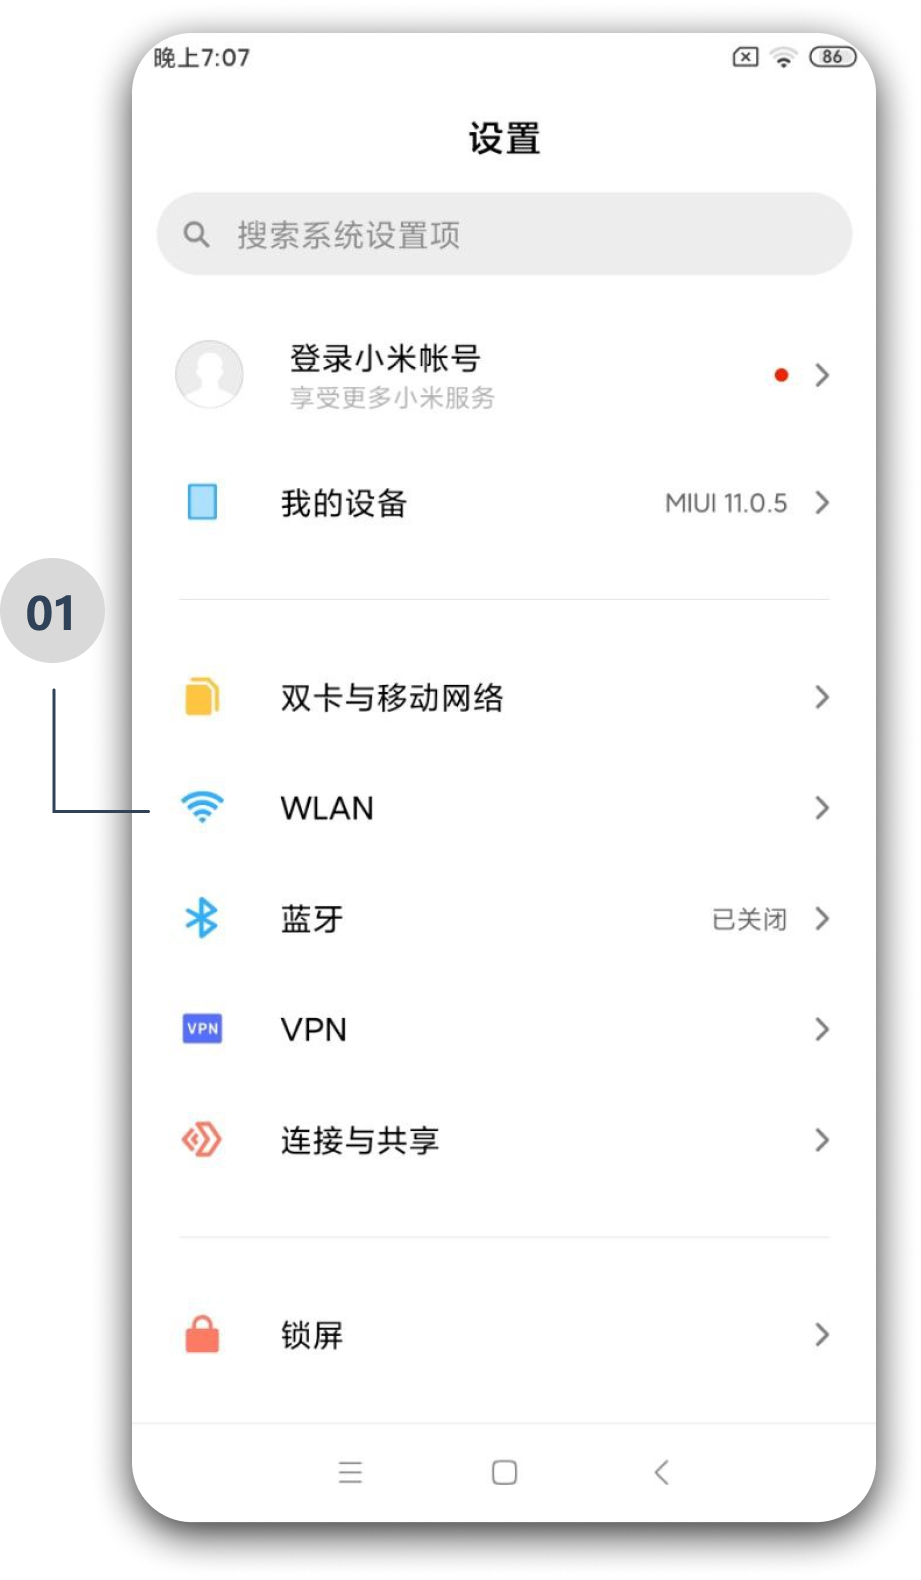 晚上7:07
86
设置
搜索系统设置项
登录小米帐号
享受更多小米服务
我的设备
MIUI 11.0.5
01
双卡与移动网络
WLAN
蓝牙
已关闭
VPN
VPN
连接与共享
锁屏